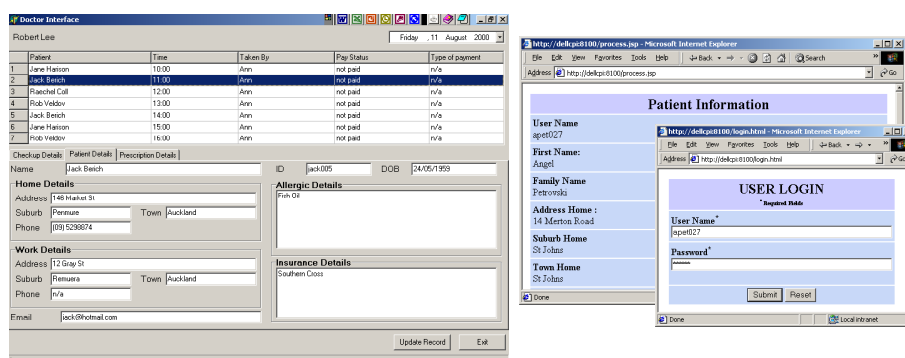 Doctor Interface
Robert Lee
Friday , 11 August 2000
Patient Time Taken By Pay Status Type of payment
1 Jane Harison 10:00 Ann not paid n/a
2 Jack Berich 11:00 Ann not paid n/a
3 Raechel Coll 12:00 Ann not paid n/a
4 Rob Veldov 13:00 Ann not paid n/a
5 Jack Berich 14:00 Ann not paid n/a
6 Jane Harison 15:00 Ann not paid n/a
7 Rob Veldov 16:00 Ann not paid n/a
Checkup Details Patient Details Prescription Details
Name Jack Berich ID jack005 DOB 24/05/1959
Home Details
Address 148 Market St
Suburb Penmure Town Auckland
Phone (09) 5298874
Work Details
Address 12 Gray St
Suburb Remuera Town Auckland
Phone n/a
Email jack@hotmail.com
Allergic Details
Fish Oil
Insurance Details
Southern Cross
Update Record Exit
http://dellcpi:8100/process.jsp - Microsoft Internet Explorer
File Edit View Favorites Tools Help Back Search
Address http://dellcpi:8100/process.jsp Go
Patient Information
User Name
apet027
First Name:
Angel
Family Name
Petrovski
Address Home :
14 Merton Road
Suburb Home
St Johns
Town Home
St Johns
Done
http://dellcpi:8100/login.html - Microsoft Internet Explorer
File Edit View Favorites Tools Help Back
Address http://dellcpi:8100/login.html Go
USER LOGIN
* Required Fields
User Name*
apet027
Password*
Submit Reset
Done Local intranet